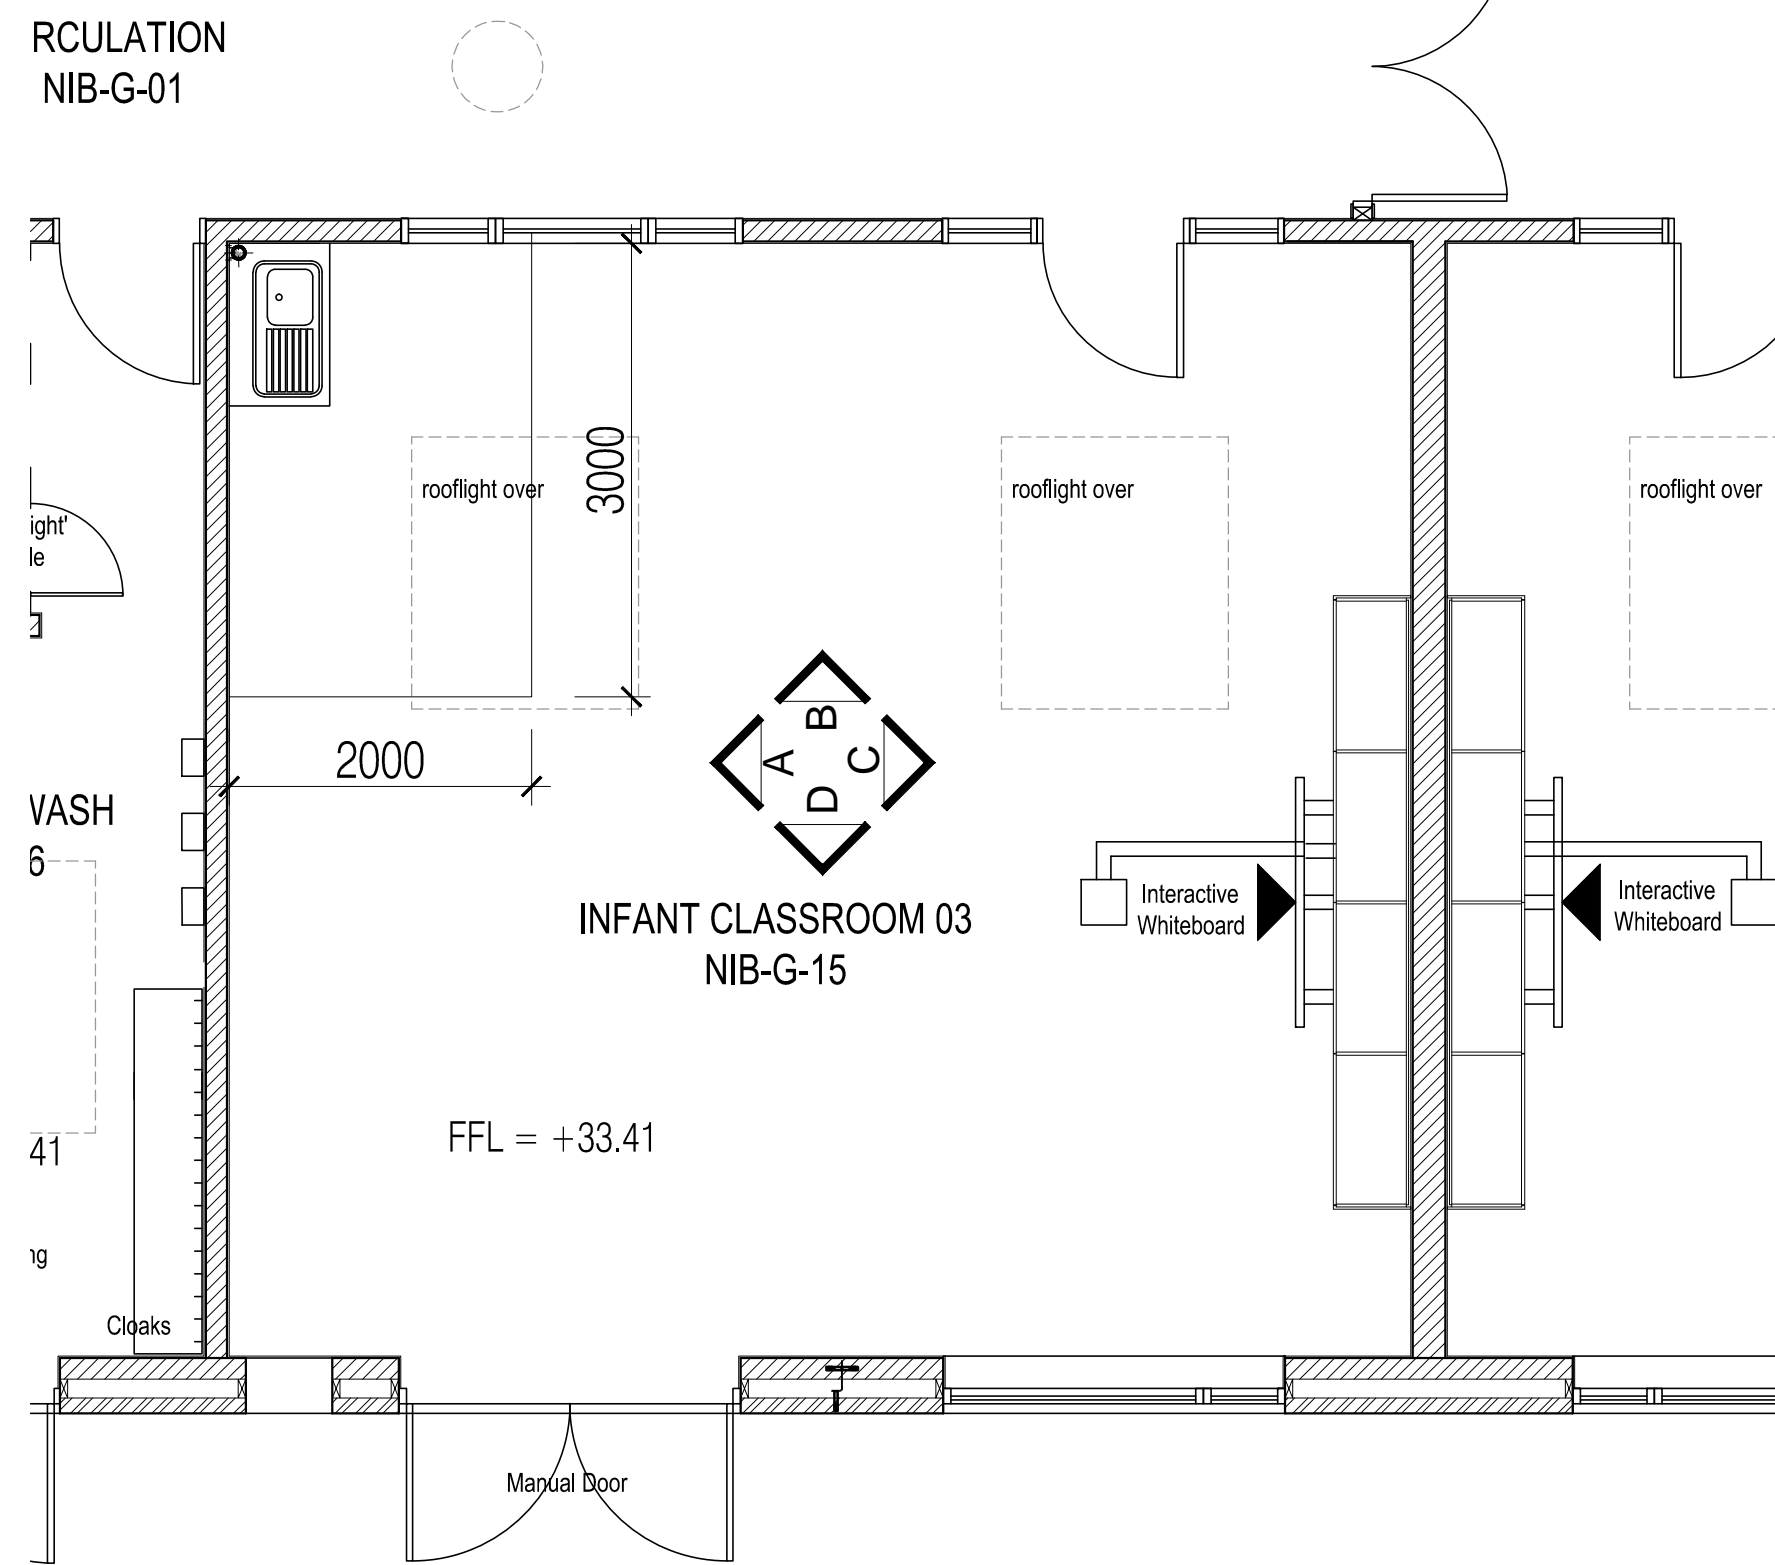 RCULATION
NIB-G-01
rooflight over
3000
rooflight over
rooflight over
ight'
le
2000
B
A
C
D
WASH
6
INFANT CLASSROOM 03
NIB-G-15
Interactive
Whiteboard
Interactive
Whiteboard
FFL = +33.41
41
ng
Cloaks
Manual Door